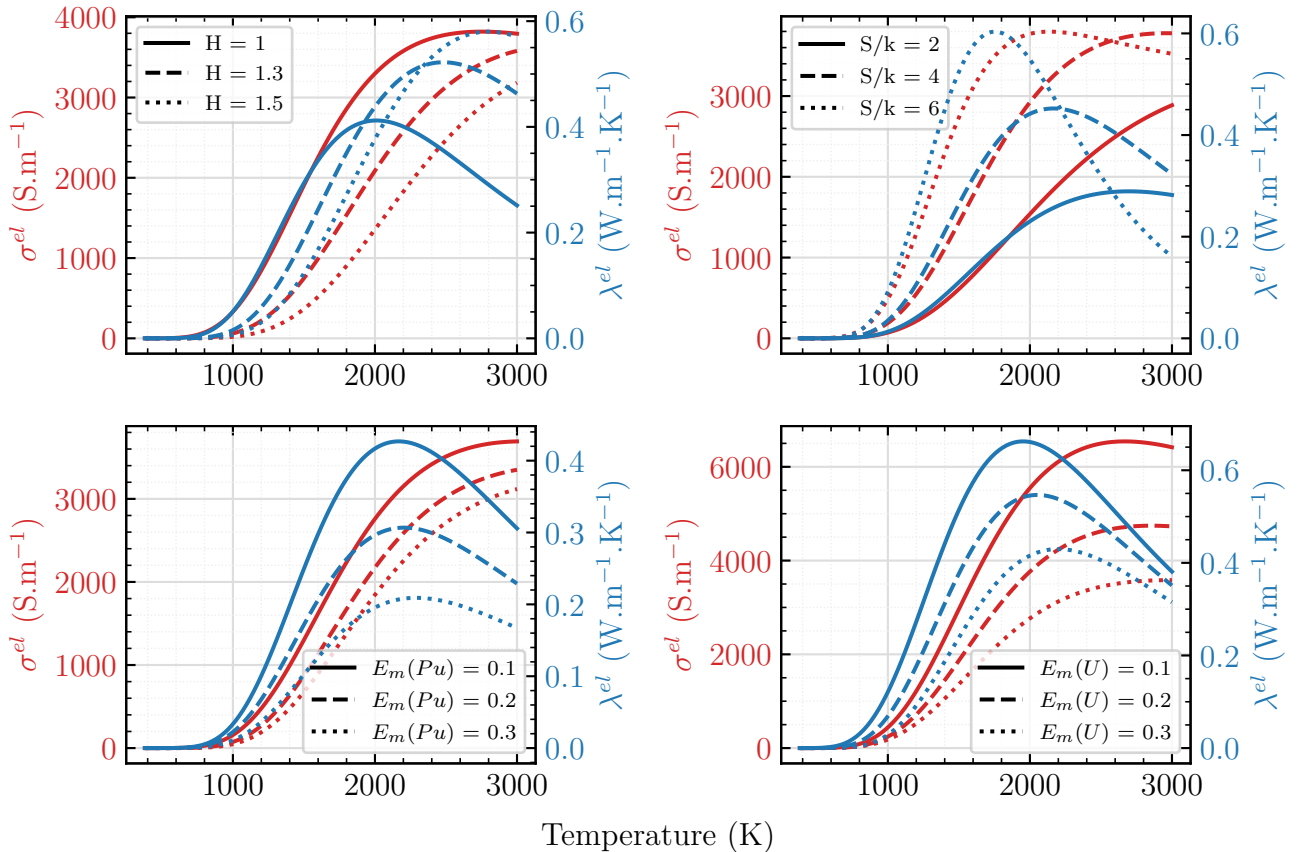 4000
3000
2000
1000
0
σ^{el} (S.m⁻¹)
H = 1
H = 1.3
H = 1.5
0.6
0.4
0.2
0.0
λ^{el} (W.m⁻¹.K⁻¹)
1000 2000 3000
3000
2000
1000
0
σ^{el} (S.m⁻¹)
S/k = 2
S/k = 4
S/k = 6
0.6
0.4
0.2
0.0
λ^{el} (W.m⁻¹.K⁻¹)
1000 2000 3000
3000
2000
1000
0
σ^{el} (S.m⁻¹)
E_m(Pu) = 0.1
E_m(Pu) = 0.2
E_m(Pu) = 0.3
0.4
0.3
0.2
0.1
0.0
λ^{el} (W.m⁻¹.K⁻¹)
1000 2000 3000
6000
4000
2000
0
σ^{el} (S.m⁻¹)
E_m(U) = 0.1
E_m(U) = 0.2
E_m(U) = 0.3
0.6
0.4
0.2
0.0
λ^{el} (W.m⁻¹.K⁻¹)
1000 2000 3000
Temperature (K)